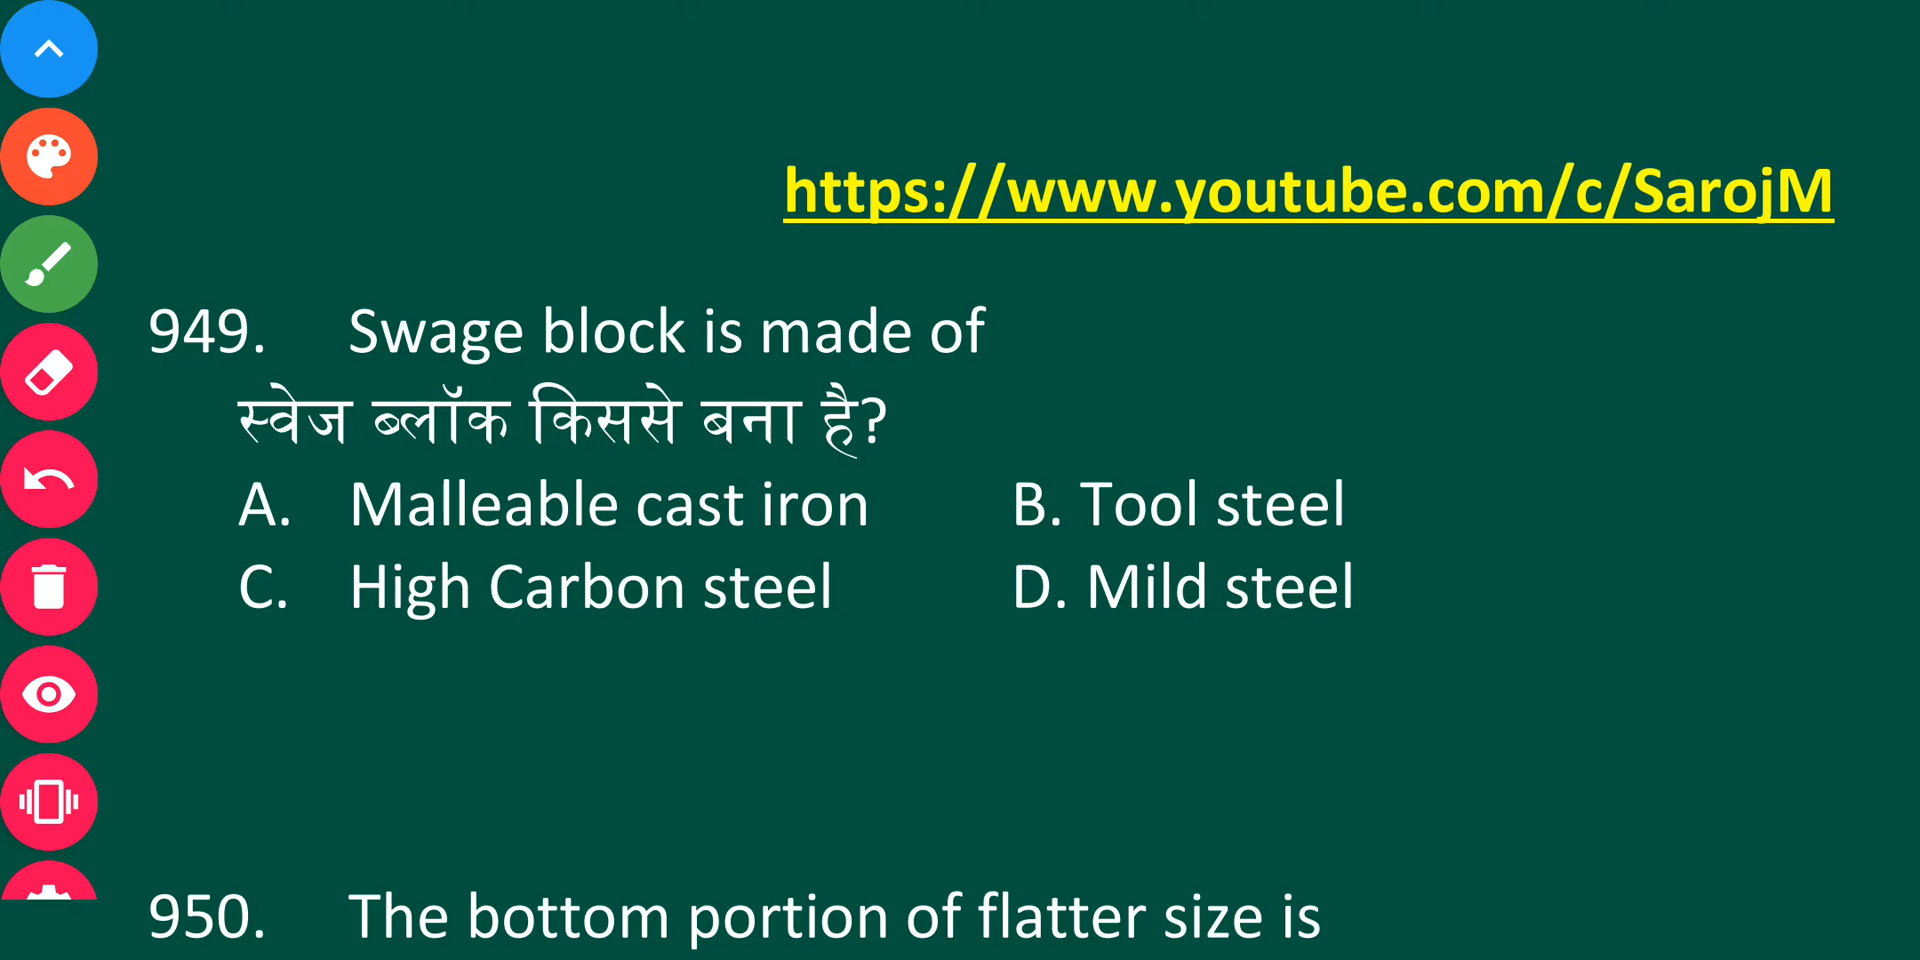 https://www.youtube.com/c/SarojM
949. Swage block is made of
स्वेज ब्लॉक किससे बना है?
A. Malleable cast iron B. Tool steel
C. High Carbon steel D. Mild steel
950. The bottom portion of flatter size is